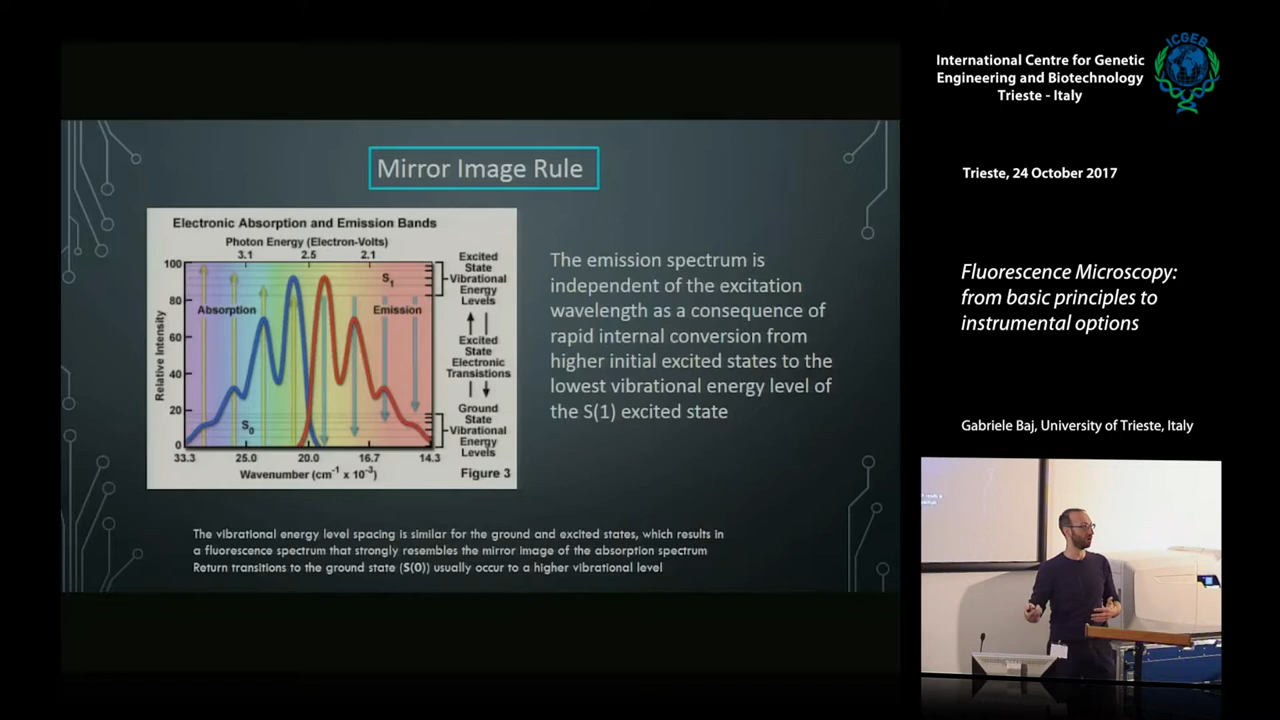 Mirror Image Rule
Electronic Absorption and Emission Bands
Photon Energy (Electron-Volts)
3.1 2.5 2.1
100
80
60
40
20
0
Relative Intensity
Absorption
Emission
S1
S0
33.3 25.0 20.0 16.7 14.3
Wavenumber (cm-1 x 10-3)
Excited
State
Vibrational
Energy
Levels
Excited
State
Electronic
Transistions
Ground
State
Vibrational
Energy
Levels
Figure 3
The emission spectrum is
independent of the excitation
wavelength as a consequence of
rapid internal conversion from
higher initial excited states to the
lowest vibrational energy level of
the S(1) excited state
The vibrational energy level spacing is similar for the ground and excited states, which results in
a fluorescence spectrum that strongly resembles the mirror image of the absorption spectrum
Return transitions to the ground state (S(0)) usually occur to a higher vibrational level
International Centre for Genetic
Engineering and Biotechnology
Trieste - Italy
ICGEB
Trieste, 24 October 2017
Fluorescence Microscopy:
from basic principles to
instrumental options
Gabriele Baj, University of Trieste, Italy